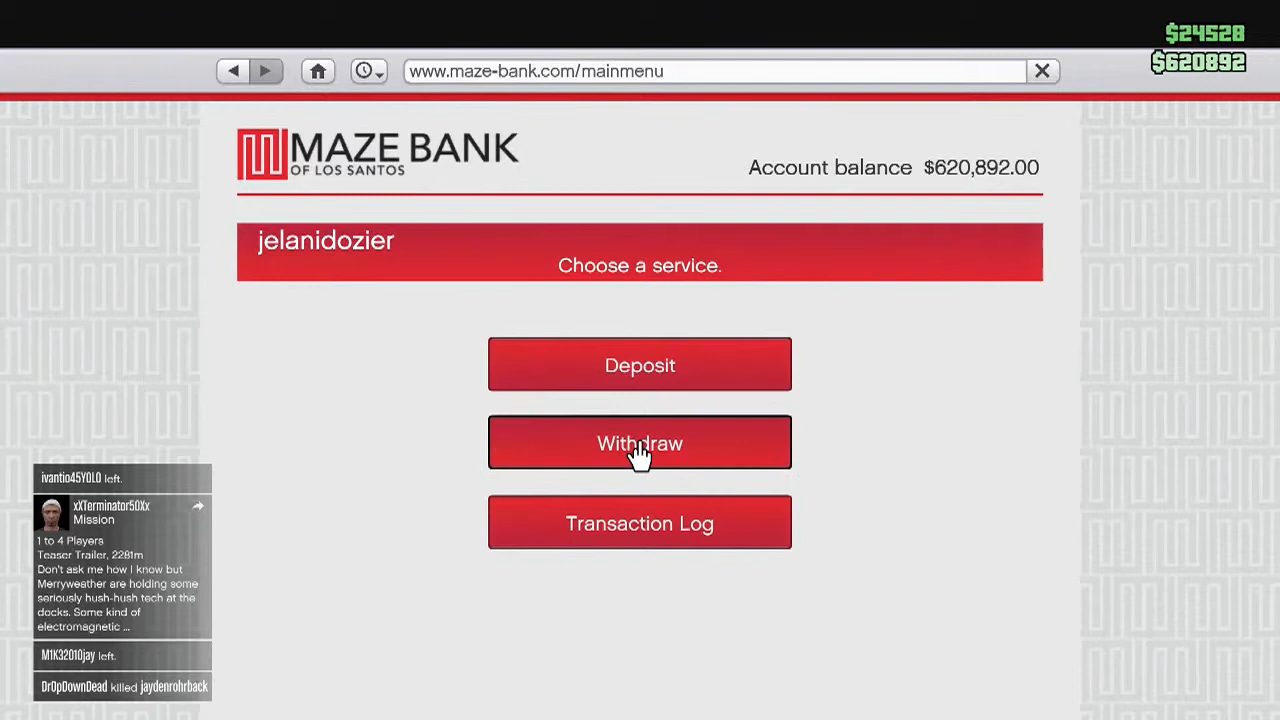 $24528
$620892
www.maze-bank.com/mainmenu
MAZE BANK
OF LOS SANTOS
Account balance $620,892.00
jelanidozier
Choose a service.
Deposit
Withdraw
Transaction Log
ivantio45YOLO left.
xXTerminator50Xx
Mission
1 to 4 Players
Teaser Trailer, 2281m
Don't ask me how I know but
Merryweather are holding some
seriously hush-hush tech at the
docks. Some kind of
electromagnetic ...
M1K32010jay left.
DrOpDownDead killed jaydenrohrback